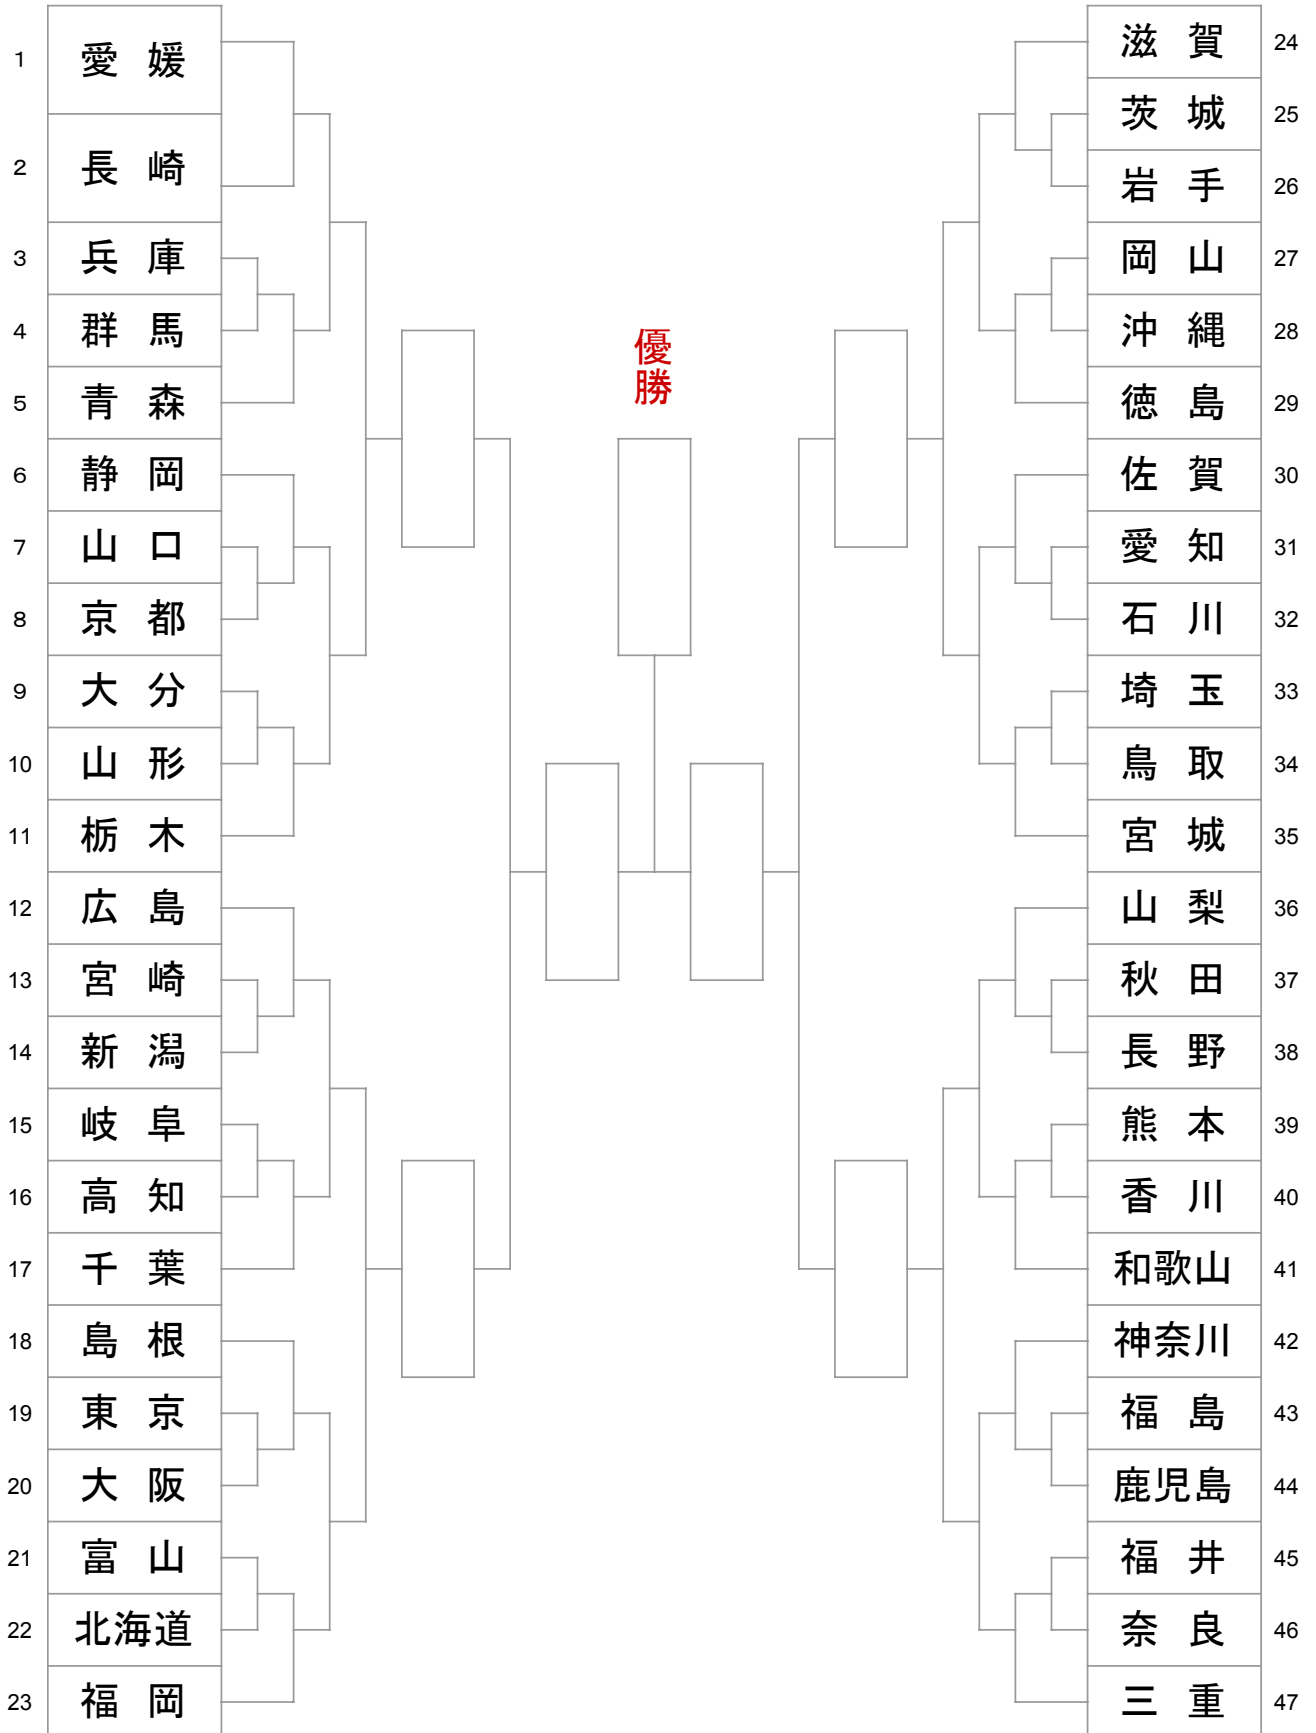 1 愛媛
2 長崎
3 兵庫
4 群馬
5 青森
6 静岡
7 山口
8 京都
9 大分
10 山形
11 栃木
12 広島
13 宮崎
14 新潟
15 岐阜
16 高知
17 千葉
18 島根
19 東京
20 大阪
21 富山
22 北海道
23 福岡
優勝
滋賀 24
茨城 25
岩手 26
岡山 27
沖縄 28
徳島 29
佐賀 30
愛知 31
石川 32
埼玉 33
鳥取 34
宮城 35
山梨 36
秋田 37
長野 38
熊本 39
香川 40
和歌山 41
神奈川 42
福島 43
鹿児島 44
福井 45
奈良 46
三重 47